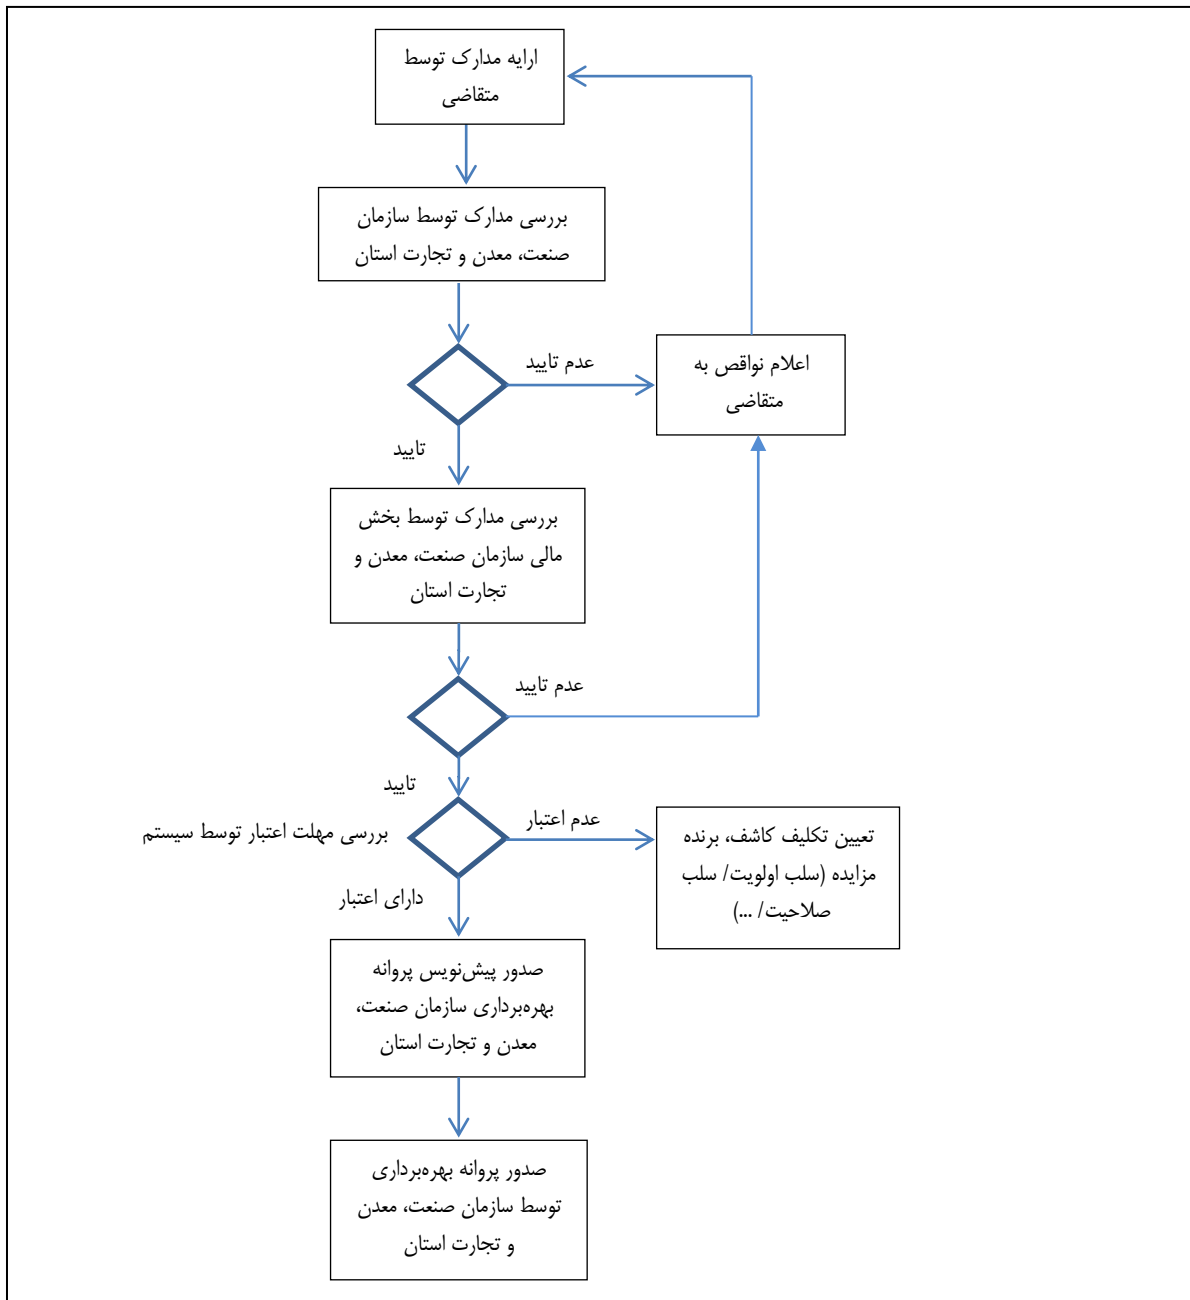 ارایه مدارک توسط
متقاضی
بررسی مدارک توسط سازمان
صنعت، معدن و تجارت استان
عدم تایید
اعلام نواقص به
متقاضی
تایید
بررسی مدارک توسط بخش
مالی سازمان صنعت، معدن و
تجارت استان
عدم تایید
تایید
بررسی مهلت اعتبار توسط سیستم
عدم اعتبار
تعیین تکلیف کاشف، برنده
مزایده (سلب اولویت/ سلب
صلاحیت/ ...)
دارای اعتبار
صدور پیش‌نویس پروانه
بهره‌برداری سازمان صنعت،
معدن و تجارت استان
صدور پروانه بهره‌برداری
توسط سازمان صنعت، معدن
و تجارت استان